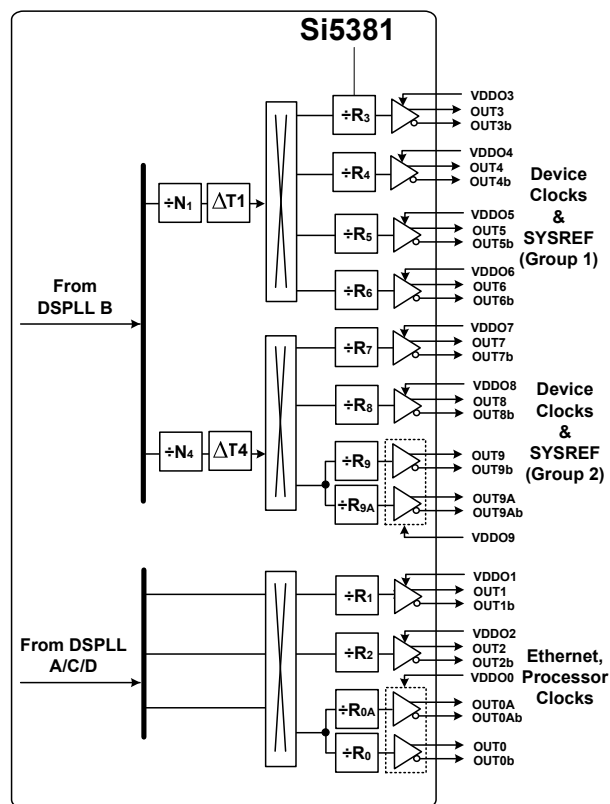 Si5381
÷R3
VDDO3
OUT3
OUT3b
÷R4
VDDO4
OUT4
OUT4b
÷N1
ΔT1
÷R5
VDDO5
OUT5
OUT5b
÷R6
VDDO6
OUT6
OUT6b
Device
Clocks
&
SYSREF
(Group 1)
From
DSPLL B
÷R7
VDDO7
OUT7
OUT7b
÷R8
VDDO8
OUT8
OUT8b
÷N4
ΔT4
÷R9
OUT9
OUT9b
÷R9A
OUT9A
OUT9Ab
VDDO9
Device
Clocks
&
SYSREF
(Group 2)
÷R1
VDDO1
OUT1
OUT1b
From DSPLL
A/C/D
÷R2
VDDO2
OUT2
OUT2b
VDDO0
÷R0A
OUT0A
OUT0Ab
÷R0
OUT0
OUT0b
Ethernet,
Processor
Clocks